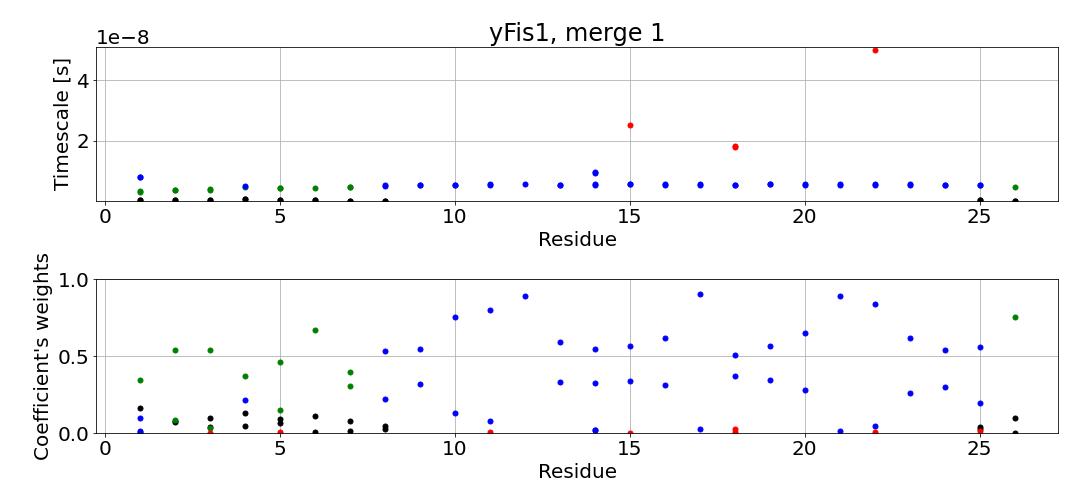 yFis1, merge 1
1e−8
Timescale [s]
4
2
0 5 10 15 20 25
Residue
Coefficient's weights
1.0
0.5
0.0
0 5 10 15 20 25
Residue